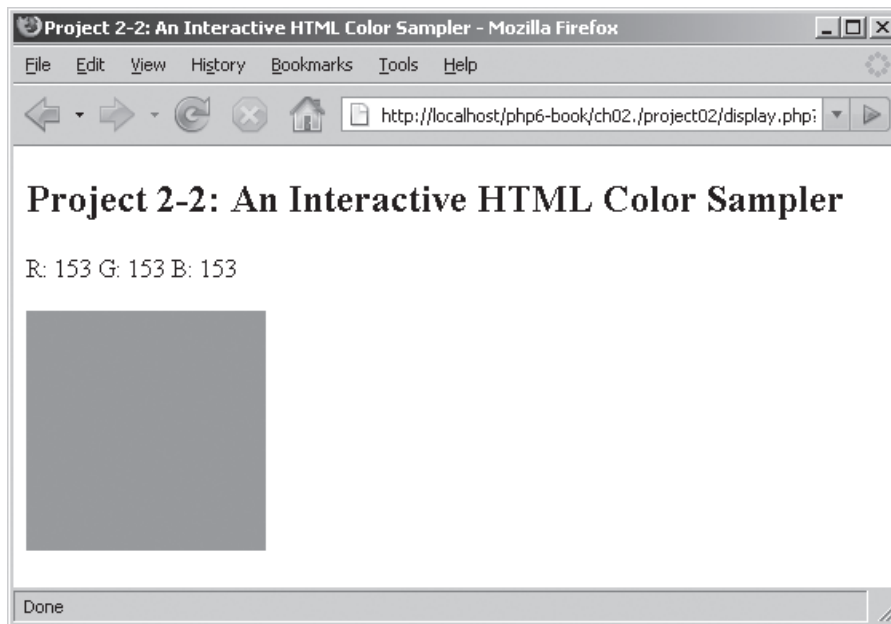 Project 2-2: An Interactive HTML Color Sampler - Mozilla Firefox
File Edit View History Bookmarks Tools Help
http://localhost/php6-book/ch02./project02/display.php?
Project 2-2: An Interactive HTML Color Sampler
R: 153 G: 153 B: 153
Done